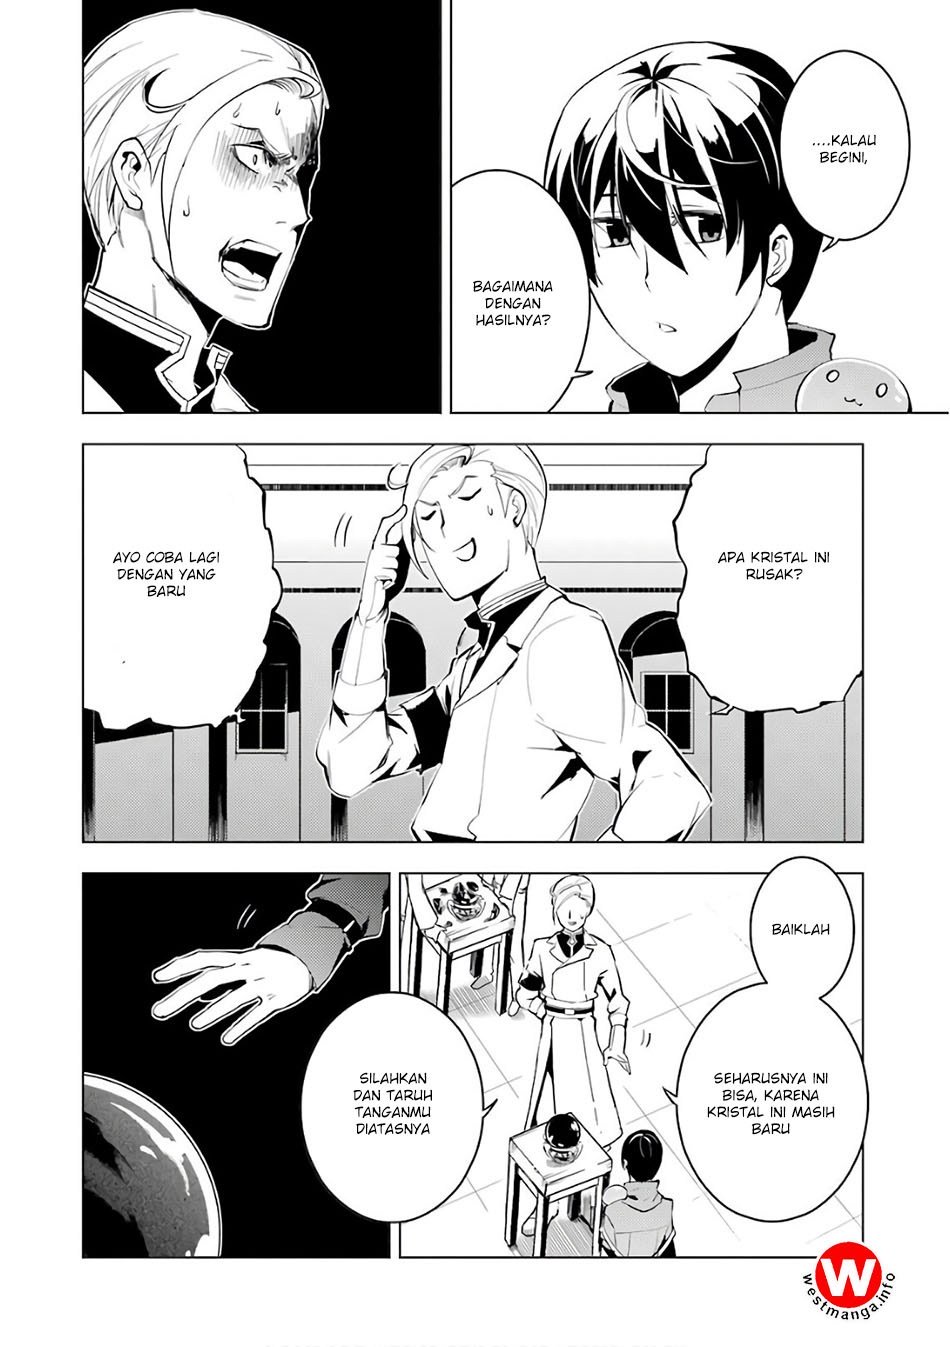 ....KALAU
BEGINI,
BAGAIMANA
DENGAN
HASILNYA?
APA KRISTAL INI
RUSAK?
AYO COBA LAGI
DENGAN YANG
BARU
BAIKLAH
SEHARUSNYA INI
BISA, KARENA
KRISTAL INI MASIH
BARU
SILAHKAN
DAN TARUH
TANGANMU
DIATASNYA
W
westmanga.info